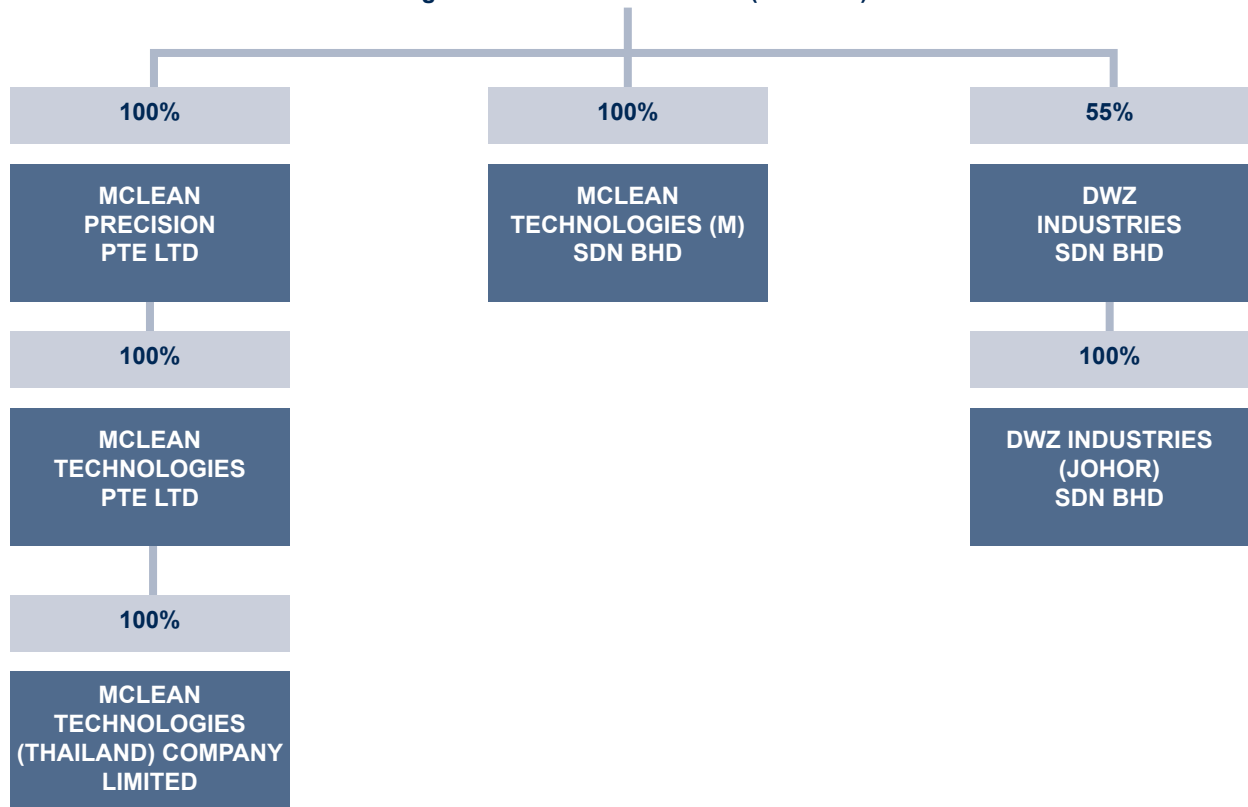 100%
100%
55%
MCLEAN
PRECISION
PTE LTD
MCLEAN
TECHNOLOGIES (M)
SDN BHD
DWZ
INDUSTRIES
SDN BHD
100%
100%
MCLEAN
TECHNOLOGIES
PTE LTD
DWZ INDUSTRIES
(JOHOR)
SDN BHD
100%
MCLEAN
TECHNOLOGIES
(THAILAND) COMPANY
LIMITED